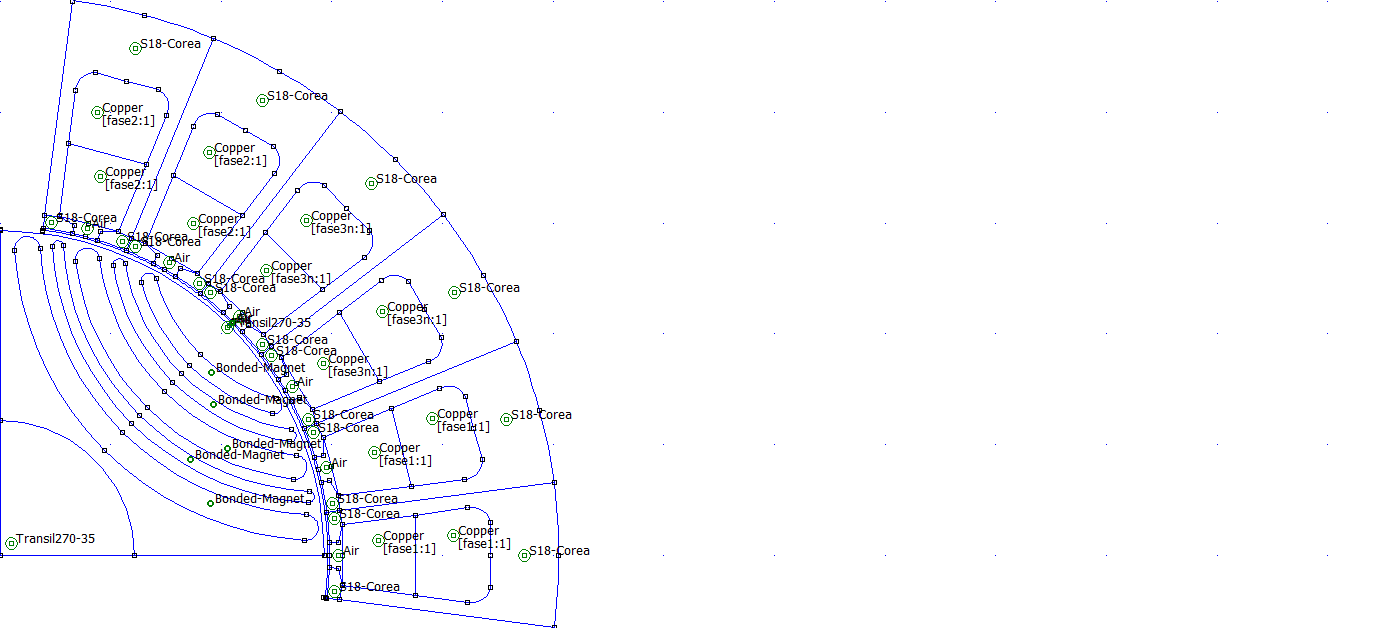 S18-Corea
S18-Corea
Copper
[fase2:1]
Copper
[fase2:1]
S18-Corea
Copper
[fase2:1]
S18-Corea
Air
Copper
[fase2:1]
Copper
[fase3n:1]
S18-Corea
S18-Corea
Air
Copper
[fase3n:1]
S18-Corea
S18-Corea
S18-Corea
Air
Copper
[fase3n:1]
Transil270-35
S18-Corea
S18-Corea
Copper
[fase3n:1]
Bonded-Magnet
Air
Bonded-Magnet
S18-Corea
Copper
[fase1:1]
S18-Corea
S18-Corea
Bonded-Magnet
Copper
[fase1:1]
Bonded-Magnet
Air
Bonded-Magnet
S18-Corea
S18-Corea
Copper
[fase1:1]
Copper
[fase1:1]
Transil270-35
Air
S18-Corea
S18-Corea